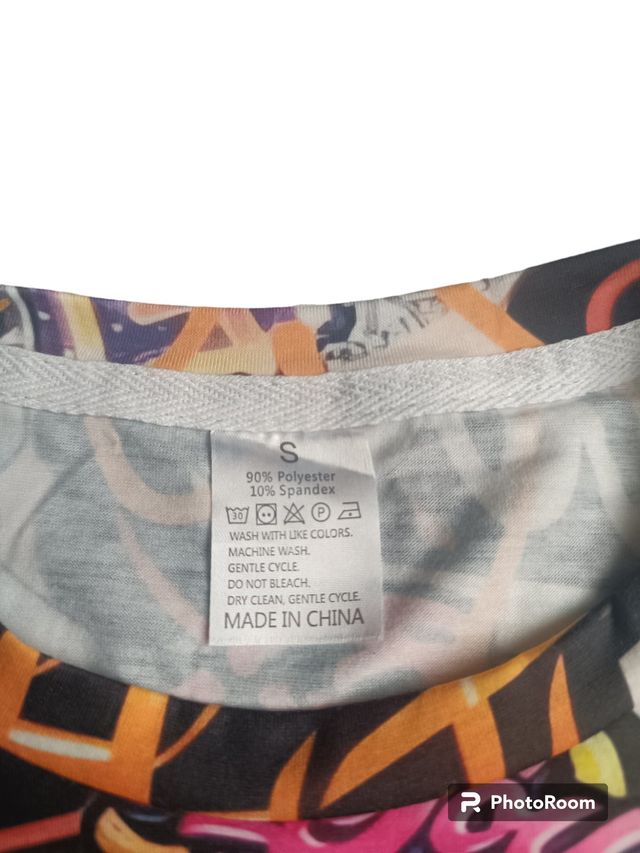 S
90% Polyester
10% Spandex
30 P
WASH WITH LIKE COLORS.
MACHINE WASH.
GENTLE CYCLE.
DO NOT BLEACH.
DRY CLEAN, GENTLE CYCLE.
MADE IN CHINA
PhotoRoom